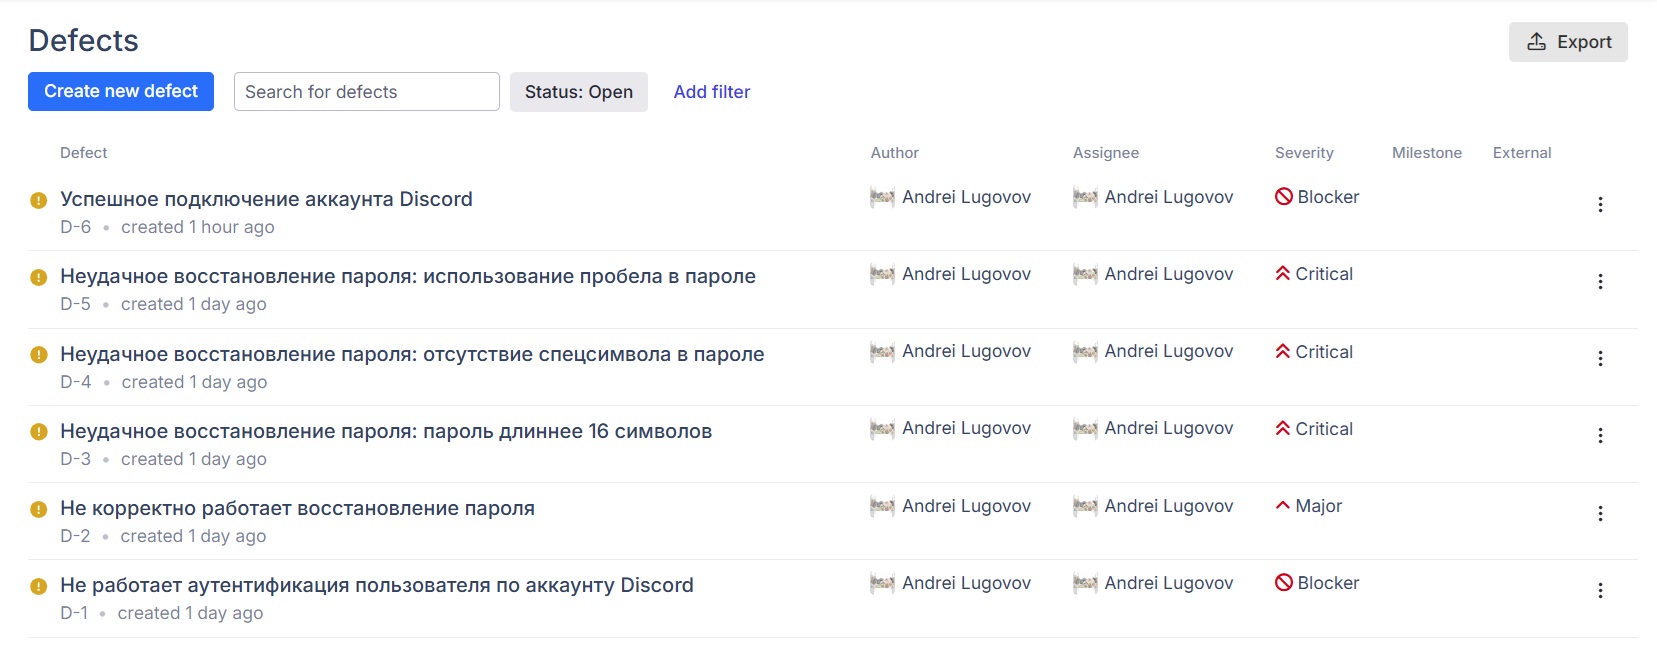 Defects
Export
Create new defect
Search for defects
Status: Open
Add filter
Defect Author Assignee Severity Milestone External
Успешное подключение аккаунта Discord Andrei Lugovov Andrei Lugovov Blocker
D-6 • created 1 hour ago
Неудачное восстановление пароля: использование пробела в пароле Andrei Lugovov Andrei Lugovov Critical
D-5 • created 1 day ago
Неудачное восстановление пароля: отсутствие спецсимвола в пароле Andrei Lugovov Andrei Lugovov Critical
D-4 • created 1 day ago
Неудачное восстановление пароля: пароль длиннее 16 символов Andrei Lugovov Andrei Lugovov Critical
D-3 • created 1 day ago
Не корректно работает восстановление пароля Andrei Lugovov Andrei Lugovov Major
D-2 • created 1 day ago
Не работает аутентификация пользователя по аккаунту Discord Andrei Lugovov Andrei Lugovov Blocker
D-1 • created 1 day ago